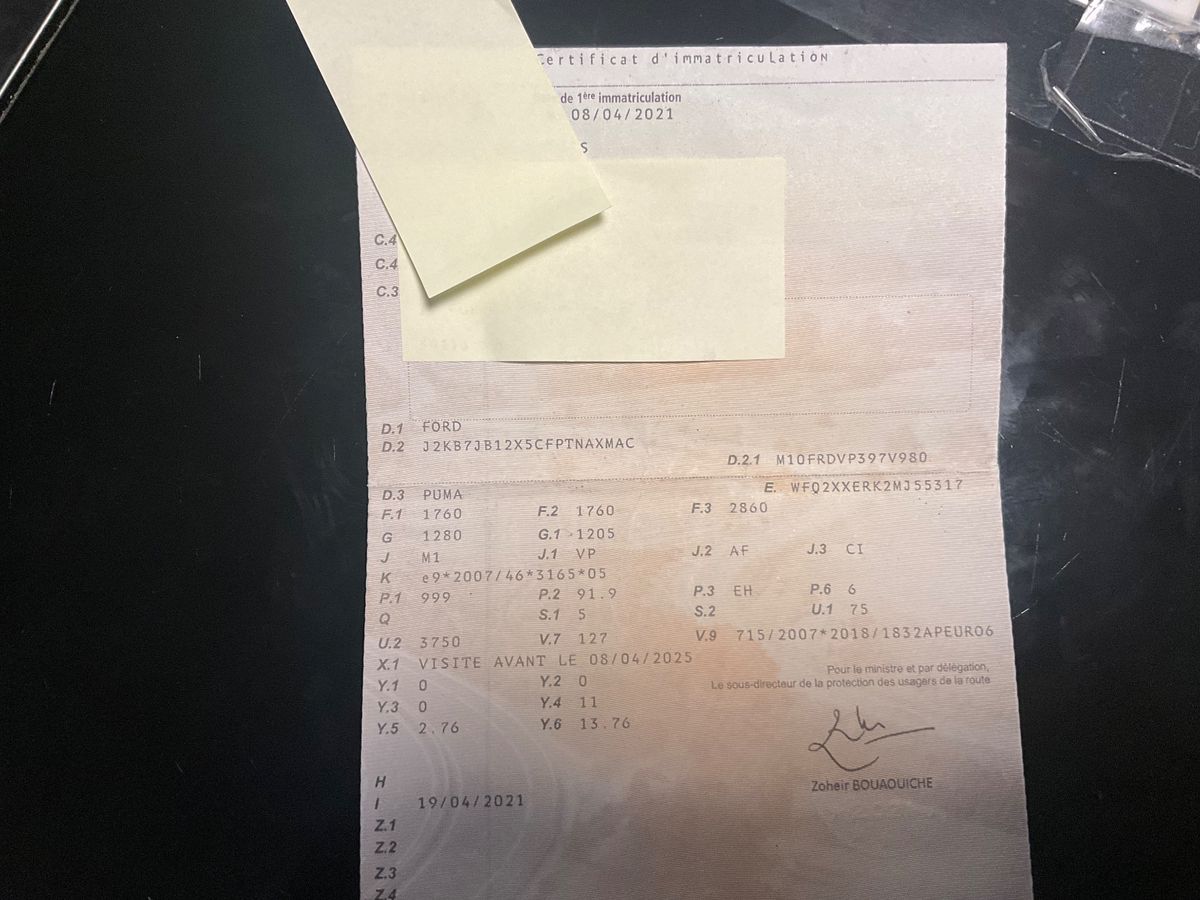 Certificat d'immatriculation
de 1ère immatriculation
08/04/2021
S
C.4
C.4
C.3
D.1 FORD
D.2 J2KB7JB12X5CFPTNAXMAC
D.2.1 M10FRDVP397V980
D.3 PUMA E. WFQ2XXERK2MJ55317
F.1 1760 F.2 1760 F.3 2860
G 1280 G.1 1205
J M1 J.1 VP J.2 AF J.3 CI
K e9*2007/46*3165*05
P.1 999 P.2 91.9 P.3 EH P.6 6
Q S.1 5 S.2 U.1 75
U.2 3750 V.7 127 V.9 715/2007*2018/1832APEURO6
X.1 VISITE AVANT LE 08/04/2025
Pour le ministre et par délégation,
Le sous-directeur de la protection des usagers de la route
Y.1 0 Y.2 0
Y.3 0 Y.4 11
Y.5 2.76 Y.6 13.76
Zoheir BOUAOUICHE
H
I 19/04/2021
Z.1
Z.2
Z.3
Z.4